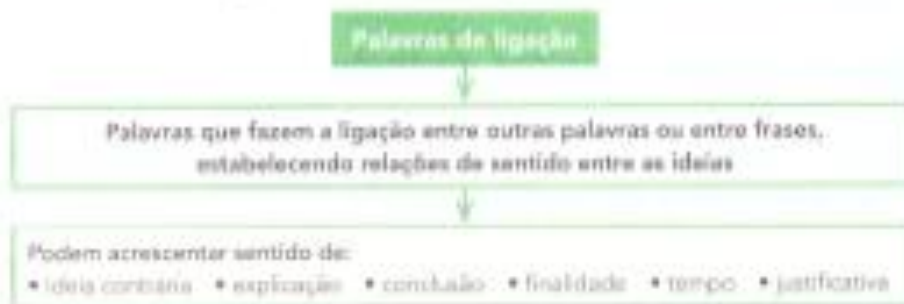 Palavras de ligação
Palavras que fazem a ligação entre outras palavras ou entre frases,
estabelecendo relações de sentido entre as ideias
Podem acrescentar sentido de:
• ideia contrária • explicação • conclusão • finalidade • tempo • justificativa